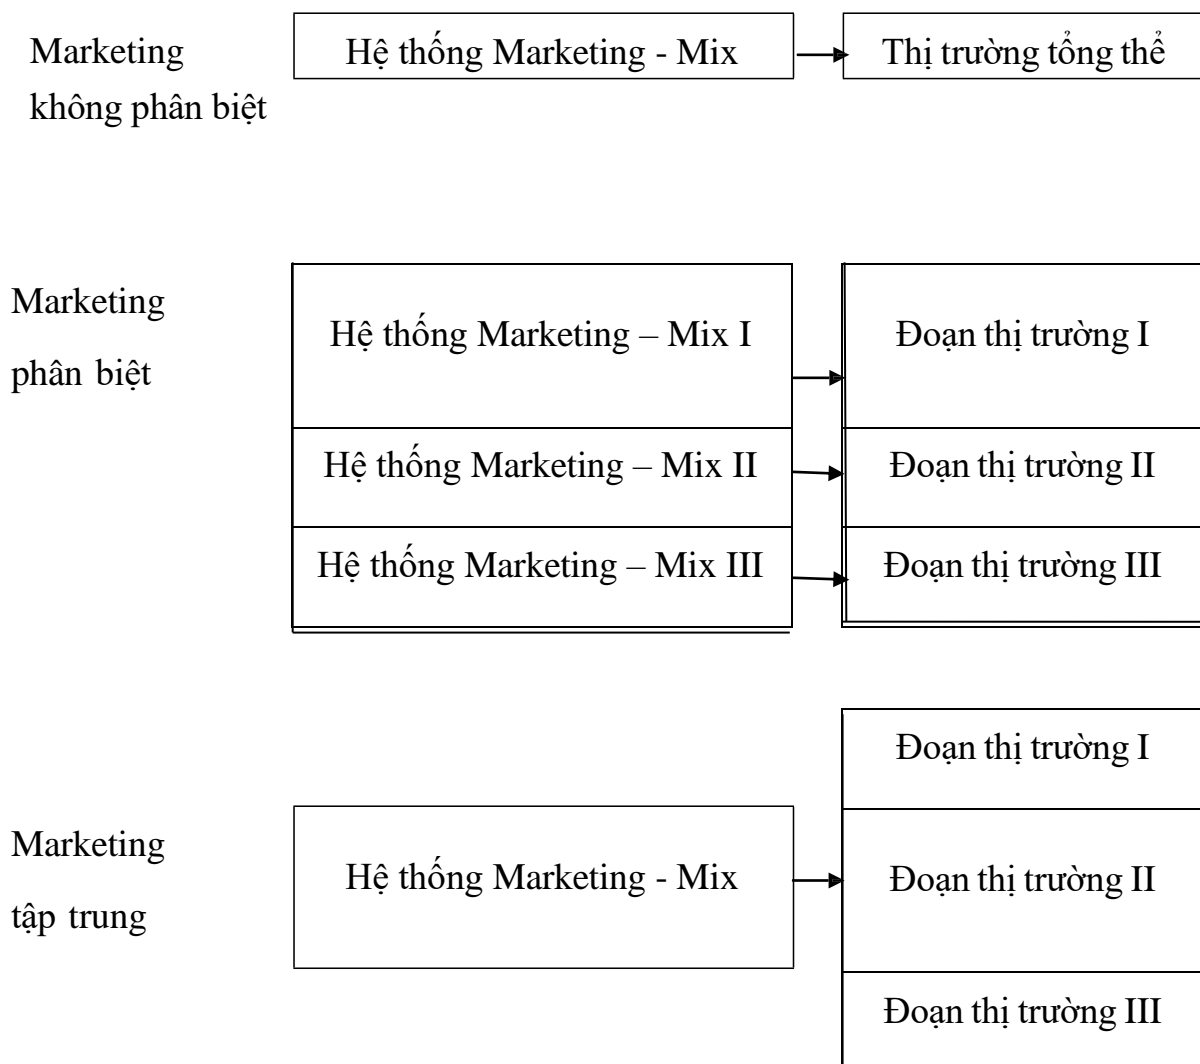 Marketing
không phân biệt
Hệ thống Marketing - Mix
Thị trường tổng thể
Marketing
phân biệt
Hệ thống Marketing – Mix I
Đoạn thị trường I
Hệ thống Marketing – Mix II
Đoạn thị trường II
Hệ thống Marketing – Mix III
Đoạn thị trường III
Marketing
tập trung
Hệ thống Marketing - Mix
Đoạn thị trường I
Đoạn thị trường II
Đoạn thị trường III